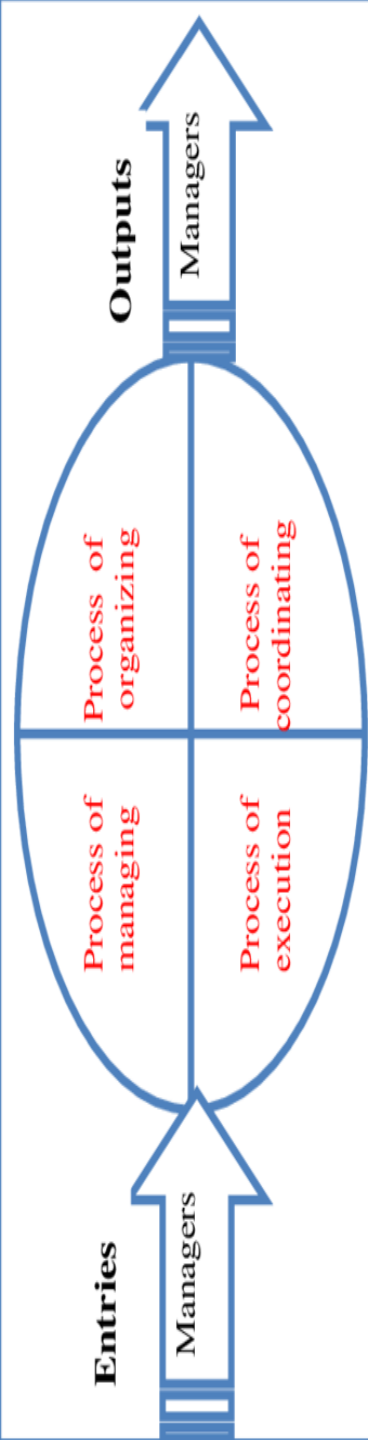 Entries
Managers
Process of
managing
Process of
organizing
Process of
execution
Process of
coordinating
Outputs
Managers